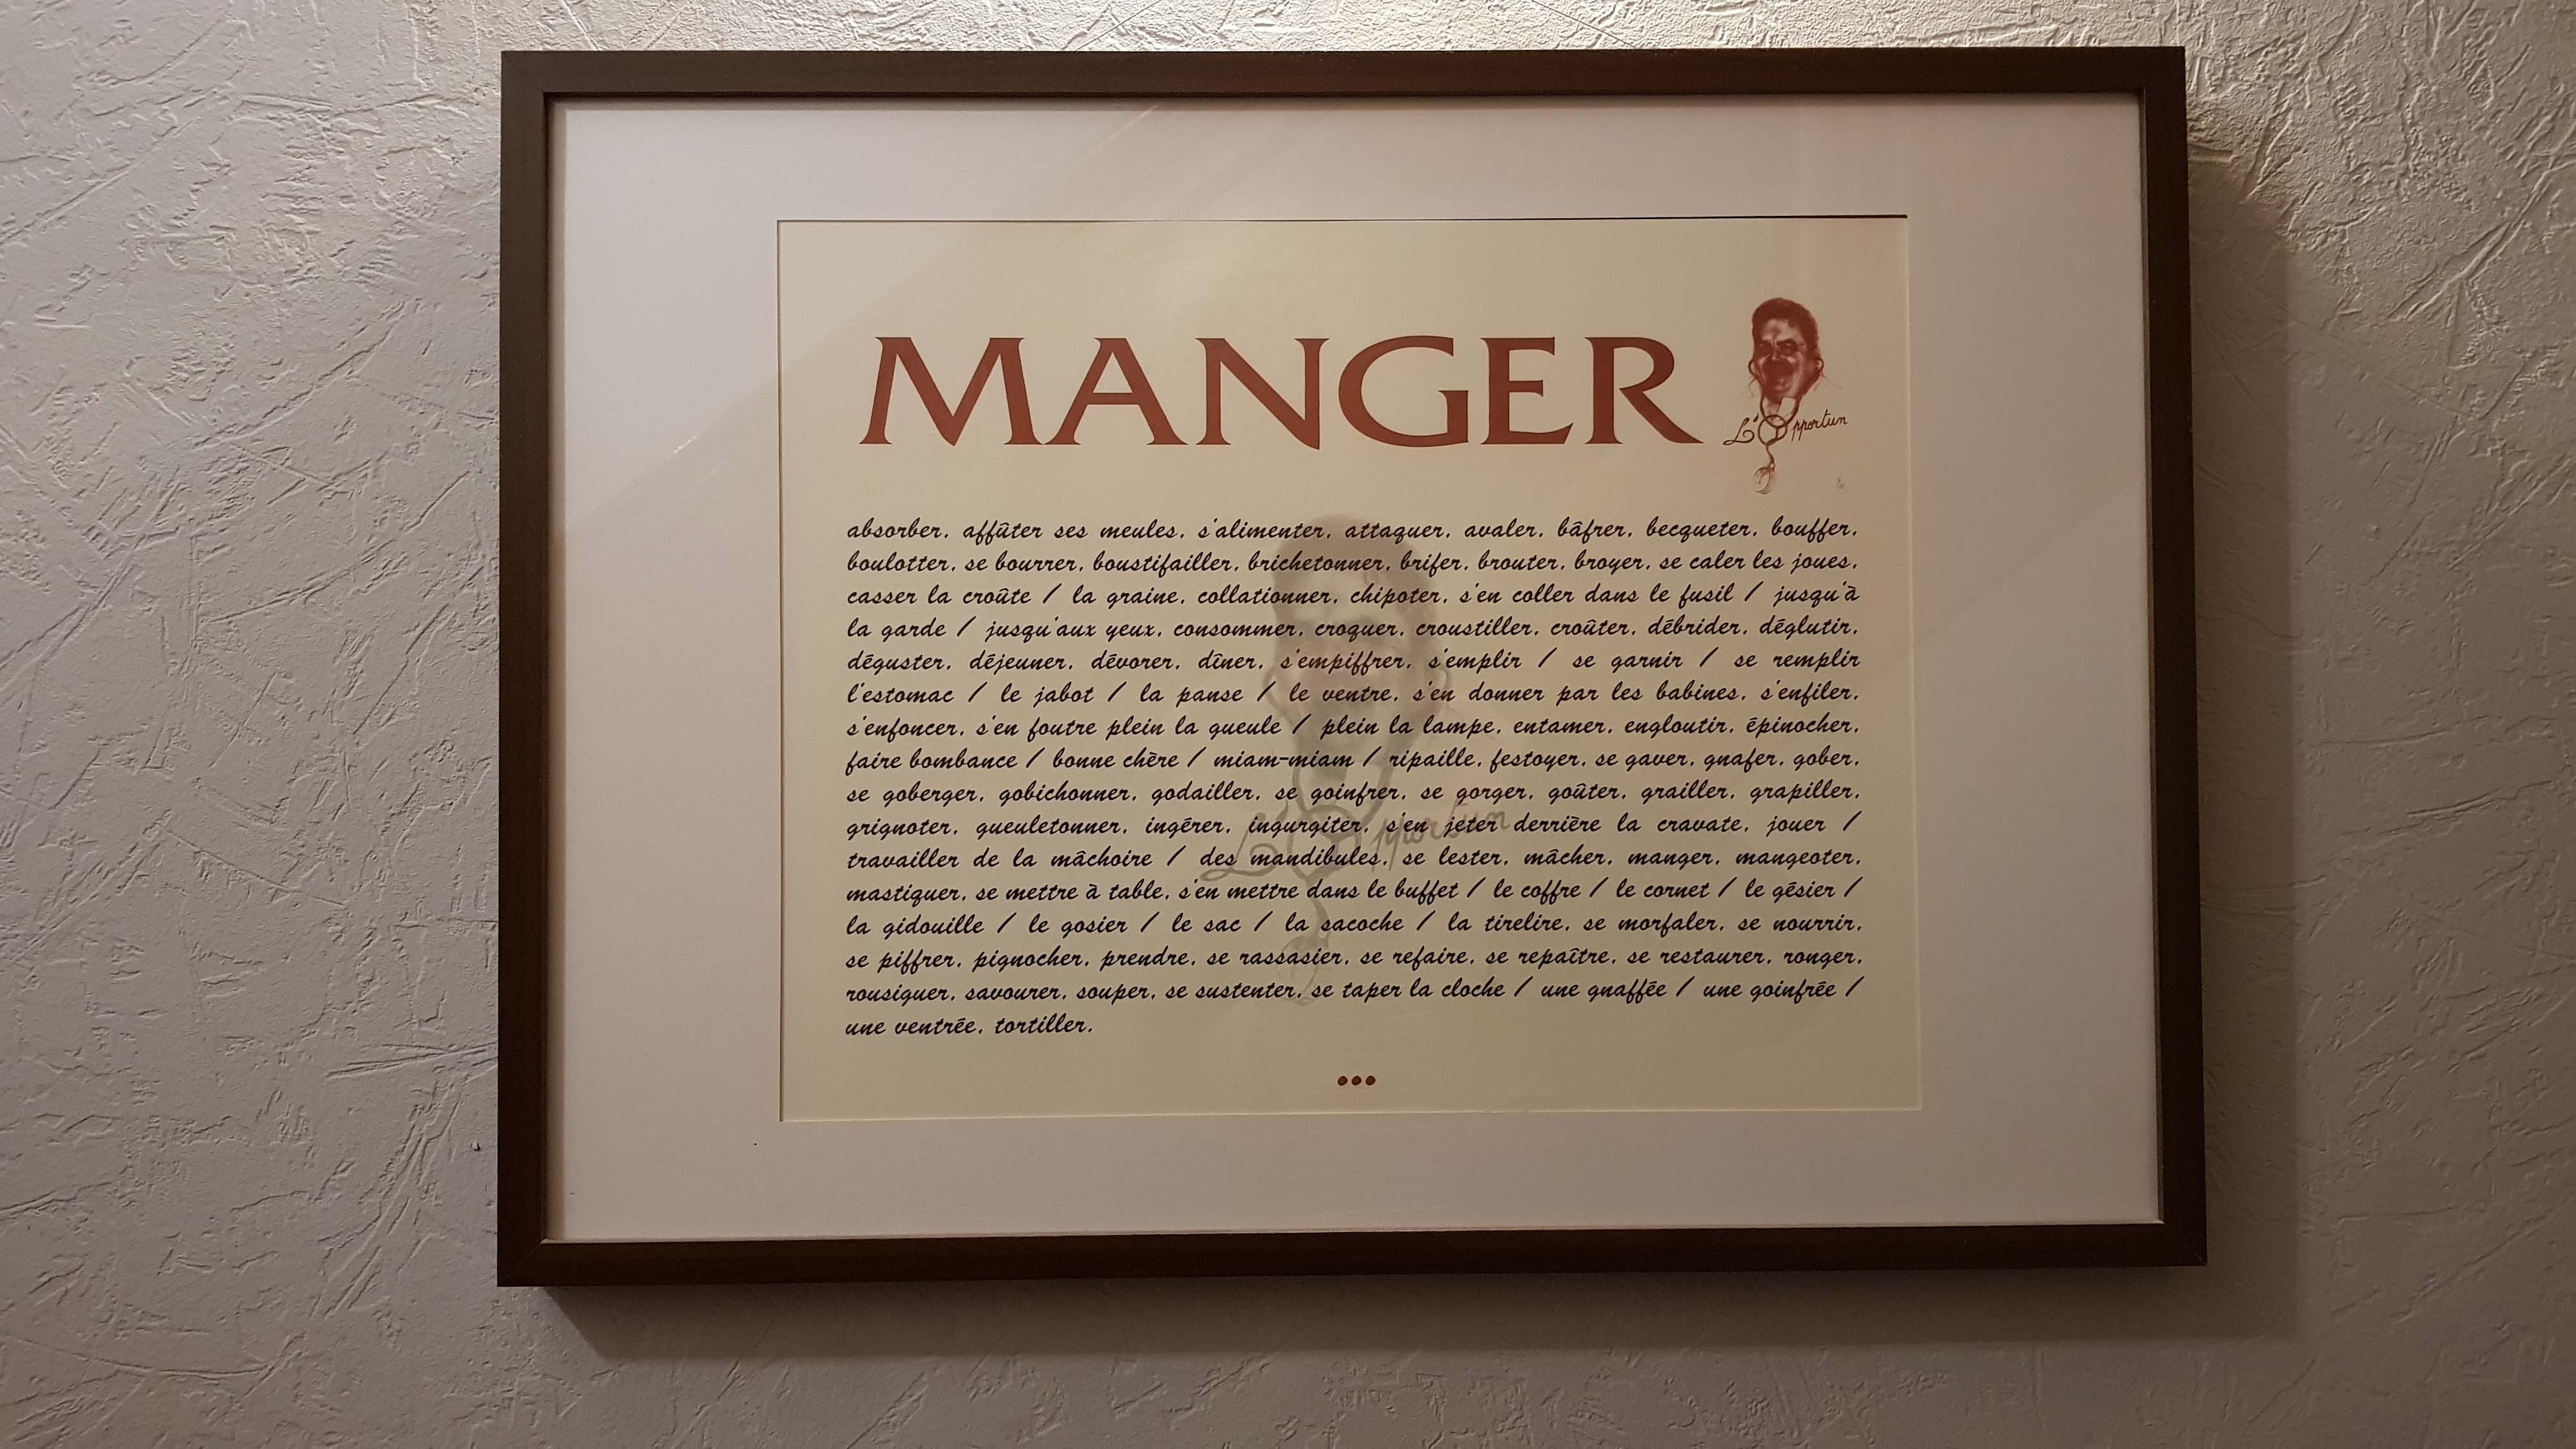 MANGER
L'Opportun
absorber, affûter ses meules, s'alimenter, attaquer, avaler, bâfrer, becqueter, bouffer,
boulotter, se bourrer, boustifailler, brichetonner, brifer, brouter, broyer, se caler les joues,
casser la croûte / la graine, collationner, chipoter, s'en coller dans le fusil / jusqu'à
la garde / jusqu'aux yeux, consommer, croquer, croustiller, croûter, débrider, déglutir,
déguster, déjeuner, dévorer, dîner, s'empiffrer, s'emplir / se garnir / se remplir
l'estomac / le jabot / la panse / le ventre, s'en donner par les babines, s'enfiler,
s'enfoncer, s'en foutre plein la gueule / plein la lampe, entamer, engloutir, épinocher,
faire bombance / bonne chère / miam-miam / ripaille, festoyer, se gaver, gnafer, gober,
se goberger, gobichonner, godailler, se goinfrer, se gorger, goûter, grailler, grapiller,
grignoter, gueuletonner, ingérer, ingurgiter, s'en jeter derrière la cravate, jouer /
travailler de la mâchoire / des mandibules, se lester, mâcher, manger, mangeoter,
mastiquer, se mettre à table, s'en mettre dans le buffet / le coffre / le cornet / le gésier /
la gidouille / le gosier / le sac / la sacoche / la tirelire, se morfaler, se nourrir,
se piffrer, pignocher, prendre, se rassasier, se refaire, se repaître, se restaurer, ronger,
rousiguer, savourer, souper, se sustenter, se taper la cloche / une gnaffée / une goinfrée /
une ventrée, tortiller.
L'Opportun